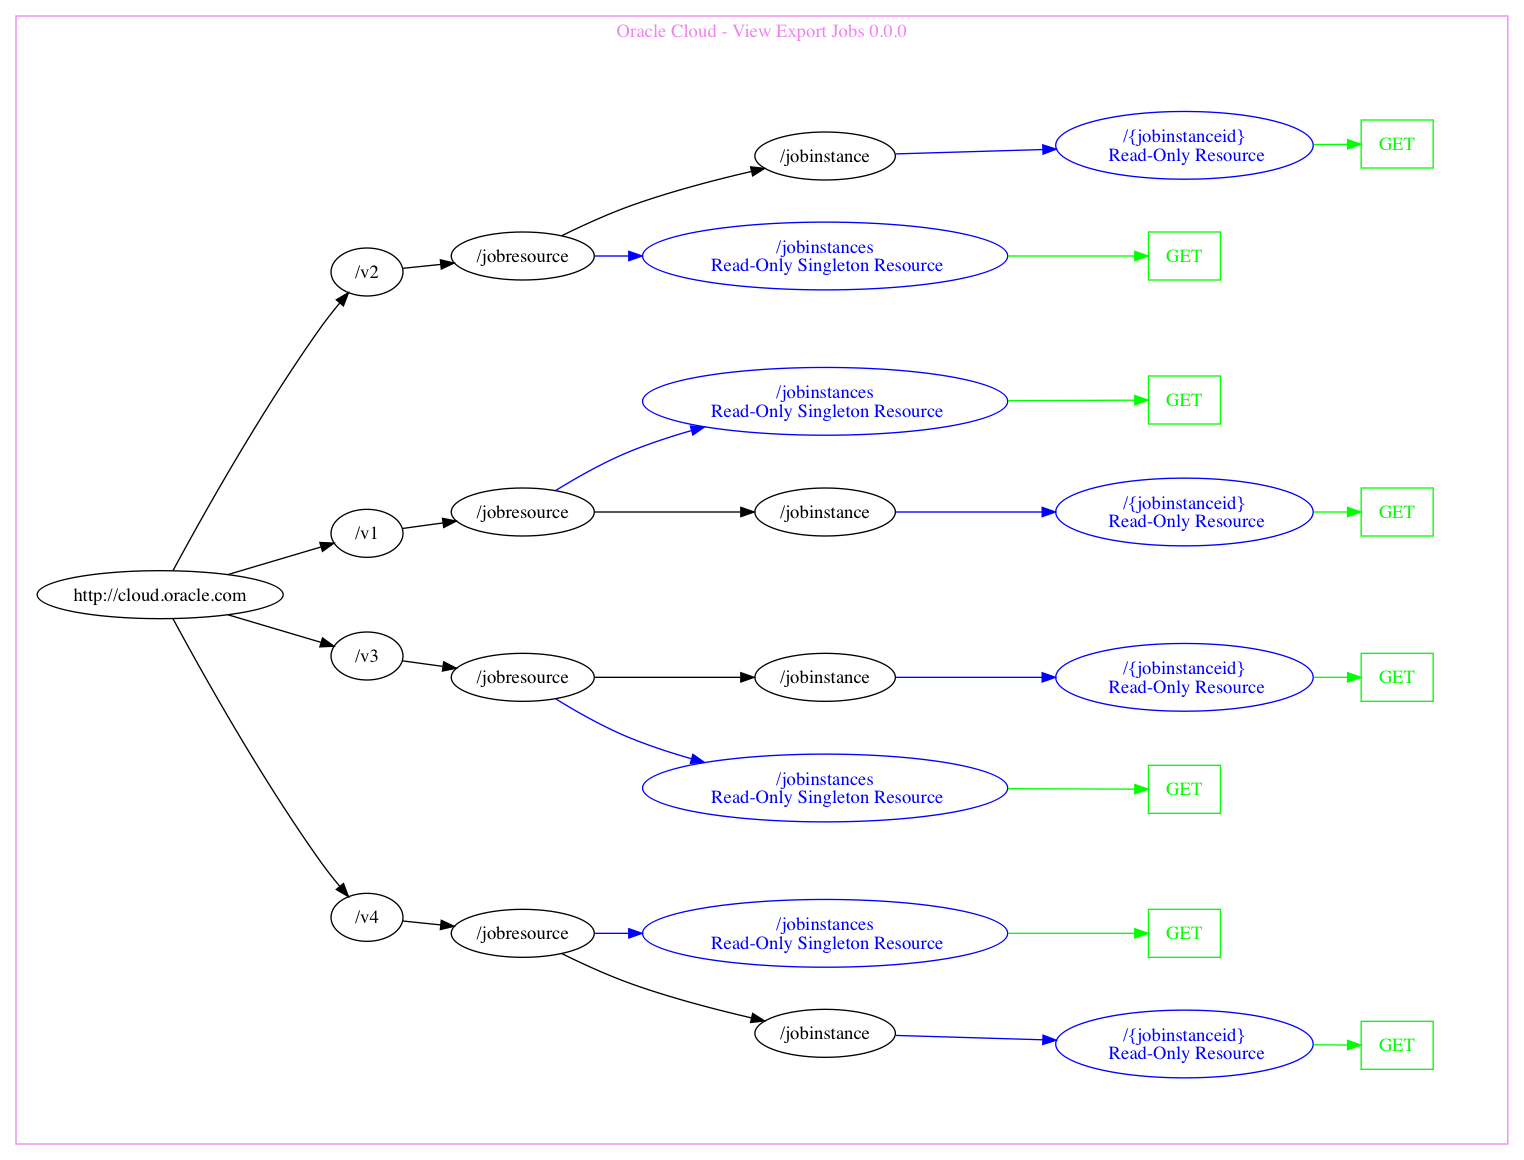 Oracle Cloud - View Export Jobs 0.0.0
/jobinstance
/{jobinstanceid}
Read-Only Resource
GET
/v2
/jobresource
/jobinstances
Read-Only Singleton Resource
GET
/jobinstances
Read-Only Singleton Resource
GET
/v1
/jobresource
/jobinstance
/{jobinstanceid}
Read-Only Resource
GET
http://cloud.oracle.com
/v3
/jobresource
/jobinstance
/{jobinstanceid}
Read-Only Resource
GET
/jobinstances
Read-Only Singleton Resource
GET
/v4
/jobresource
/jobinstances
Read-Only Singleton Resource
GET
/jobinstance
/{jobinstanceid}
Read-Only Resource
GET